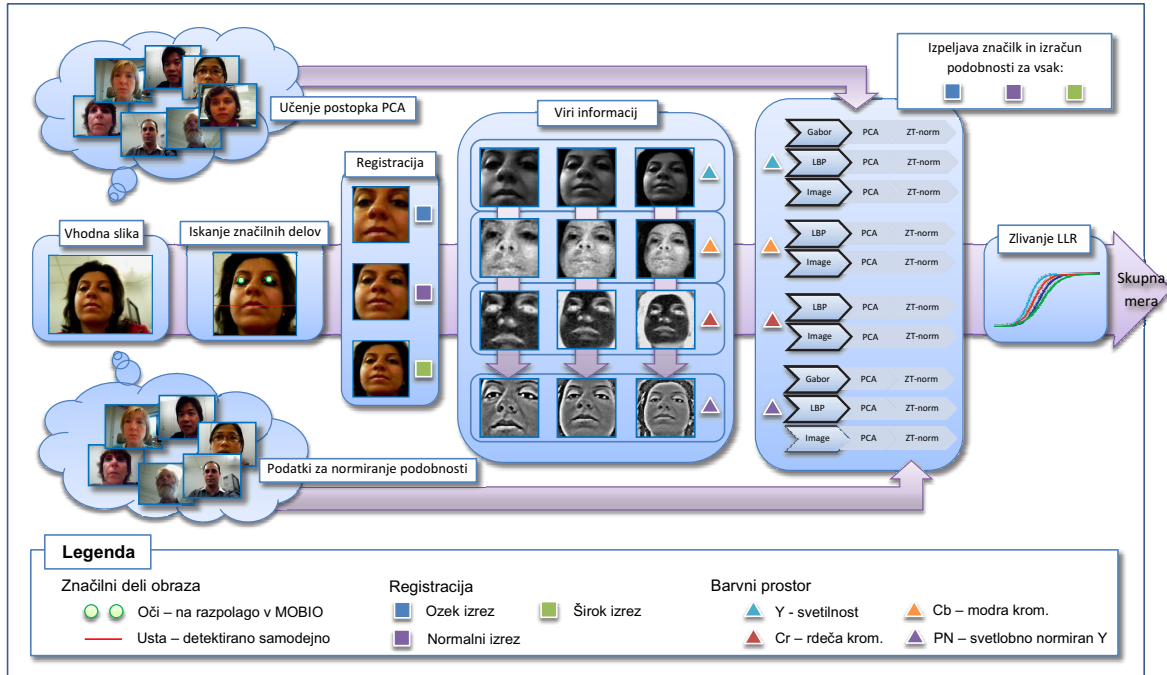 Izpeljava značilk in izračun
podobnosti za vsak:
Učenje postopka PCA
Viri informacij
Registracija
Gabor PCA ZT-norm
LBP PCA ZT-norm
Image PCA ZT-norm
Vhodna slika
Iskanje značilnih delov
LBP PCA ZT-norm
Image PCA ZT-norm
Zlivanje LLR
Skupna
mera
LBP PCA ZT-norm
Image PCA ZT-norm
Gabor PCA ZT-norm
LBP PCA ZT-norm
Image PCA ZT-norm
Podatki za normiranje podobnosti
Legenda
Značilni deli obraza
Oči – na razpolago v MOBIO
Usta – detektirano samodejno
Registracija
Ozek izrez
Širok izrez
Normalni izrez
Barvni prostor
Y - svetilnost
Cb – modra krom.
Cr – rdeča krom.
PN – svetlobno normiran Y